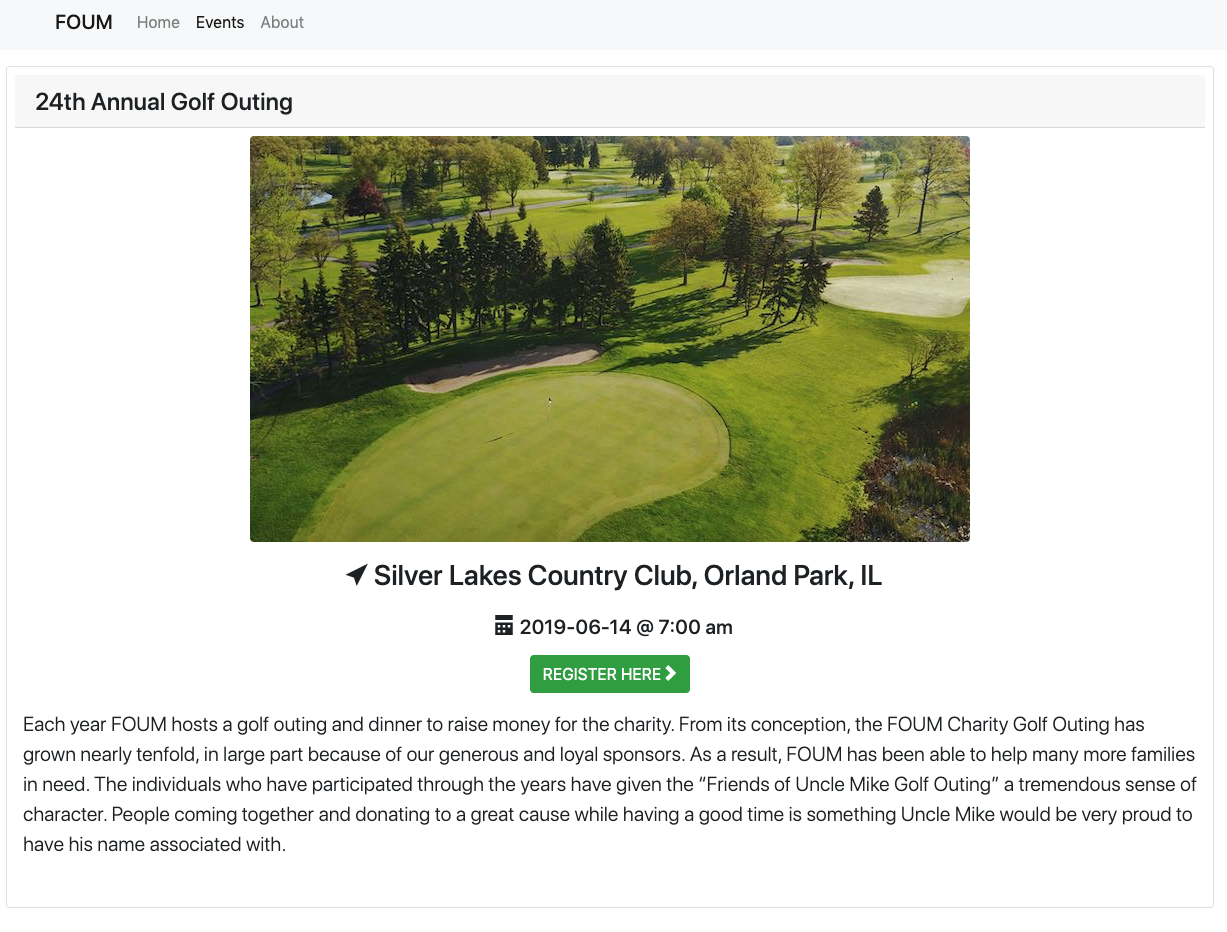 FOUM Home Events About
24th Annual Golf Outing
Silver Lakes Country Club, Orland Park, IL
2019-06-14 @ 7:00 am
REGISTER HERE
Each year FOUM hosts a golf outing and dinner to raise money for the charity. From its conception, the FOUM Charity Golf Outing has
grown nearly tenfold, in large part because of our generous and loyal sponsors. As a result, FOUM has been able to help many more families
in need. The individuals who have participated through the years have given the “Friends of Uncle Mike Golf Outing” a tremendous sense of
character. People coming together and donating to a great cause while having a good time is something Uncle Mike would be very proud to
have his name associated with.